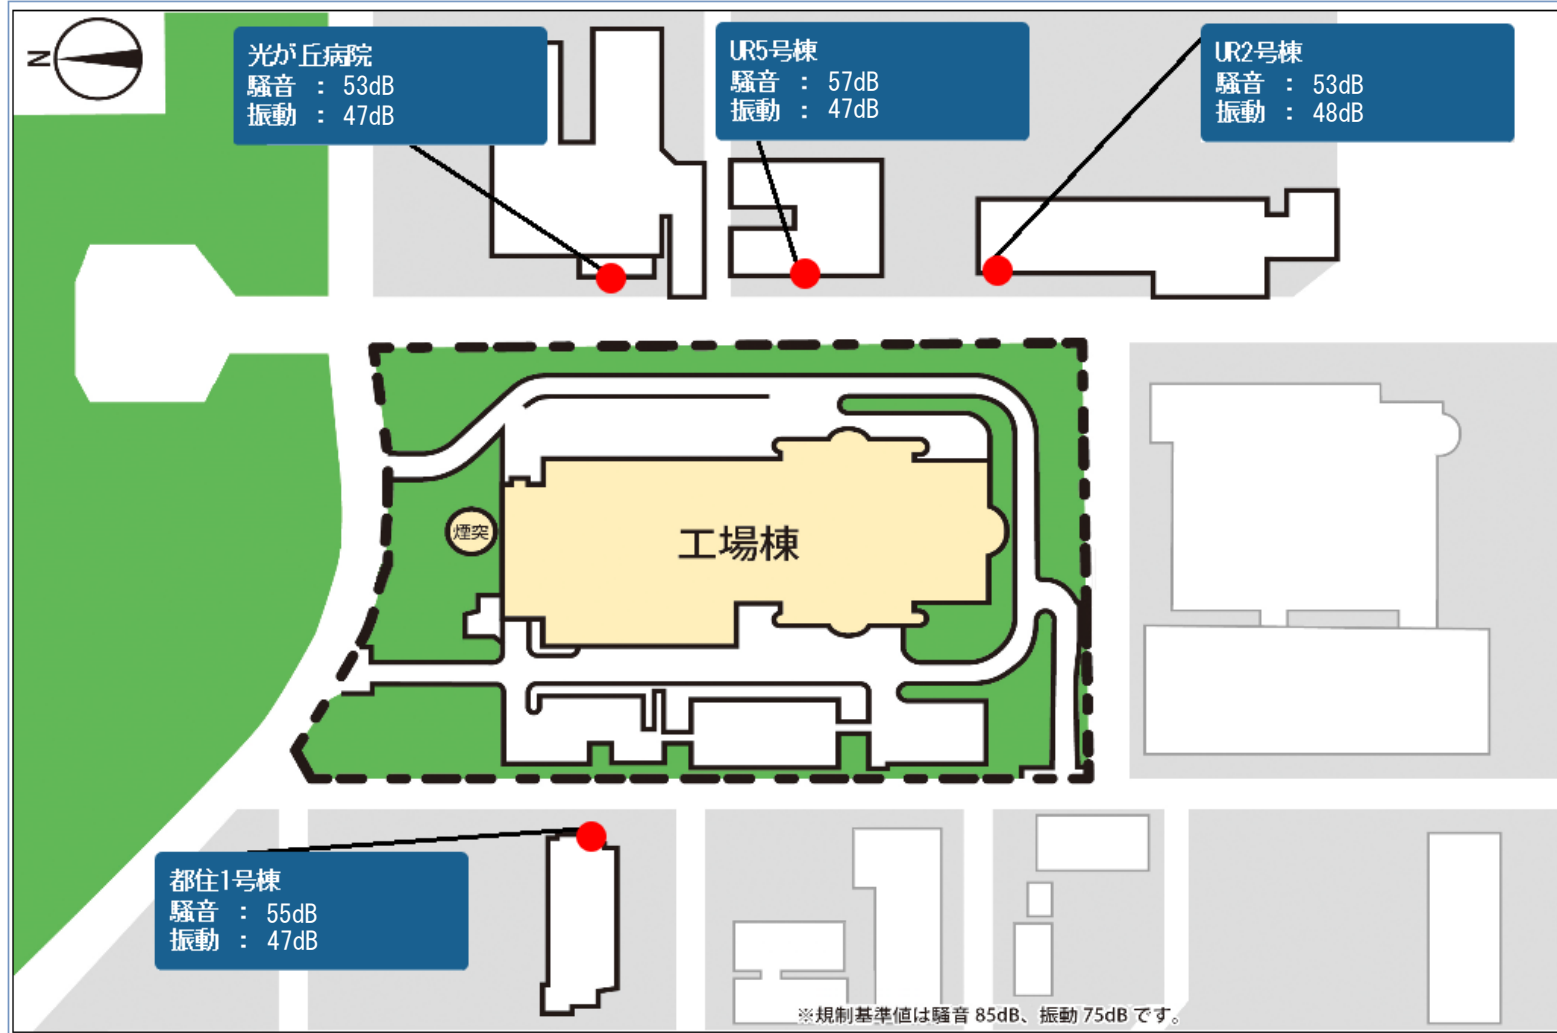 N
光が丘病院
騒音 : 53dB
振動 : 47dB
UR5号棟
騒音 : 57dB
振動 : 47dB
UR2号棟
騒音 : 53dB
振動 : 48dB
煙突
工場棟
都住1号棟
騒音 : 55dB
振動 : 47dB
※規制基準値は騒音 85dB、振動 75dB です。